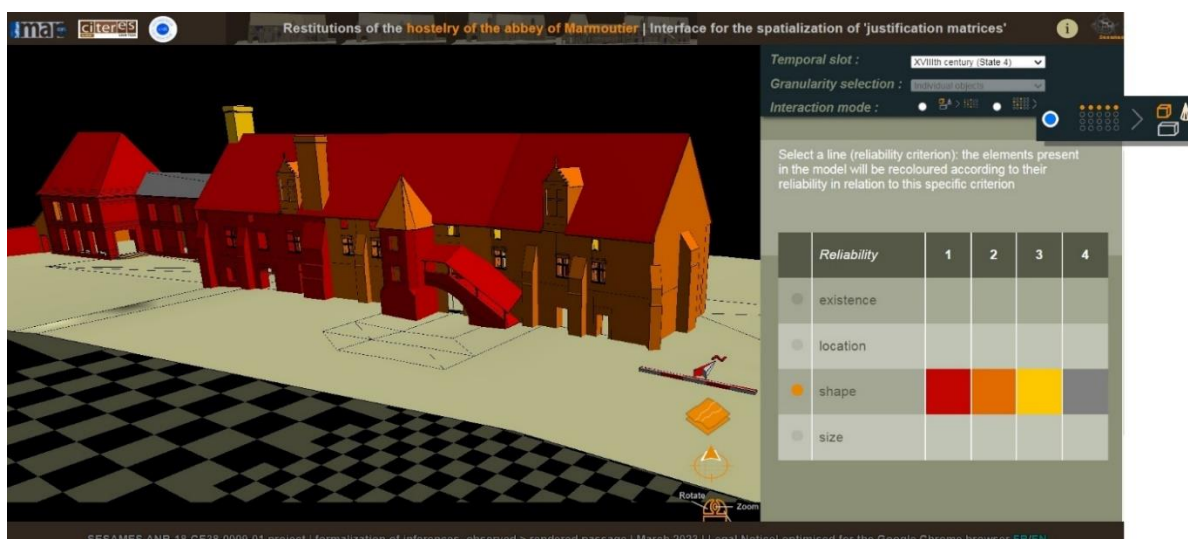 map citeres
Restitutions of the hostelry of the abbey of Marmoutier | Interface for the spatialization of 'justification matrices' i
Temporal slot : XVIIIth century (State 4)
Granularity selection : Individual objects
Interaction mode :
Select a line (reliability criterion): the elements present
in the model will be recoloured according to their
reliability in relation to this specific criterion
Reliability 1 2 3 4
existence
location
shape
size
Rotate
Zoom
SESAMES ANR-18-CE38-0009-01 project | formalization of inferences, observed > rendered passage | March 2023 | Legal Notice| optimised for the Google Chrome browser FR/EN